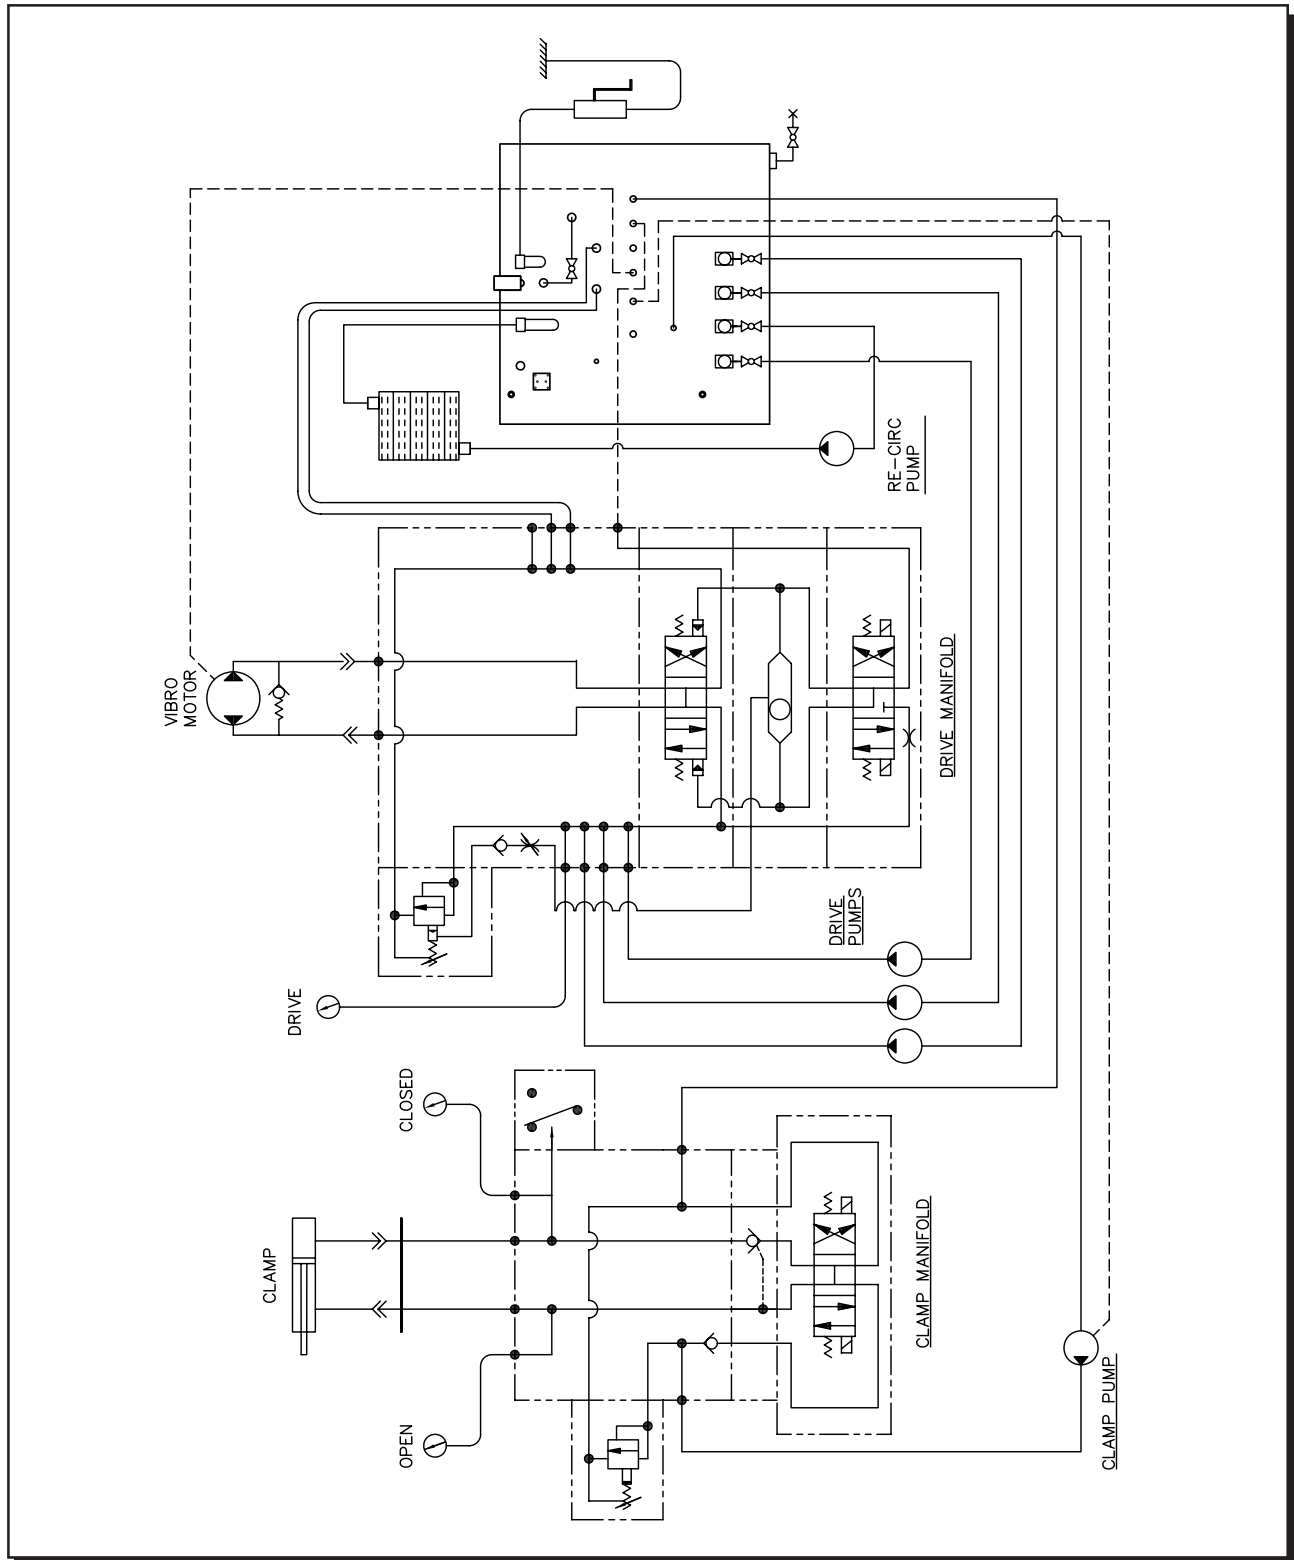 VIBRO
MOTOR
RE-CIRC
PUMP
DRIVE MANIFOLD
DRIVE
PUMPS
DRIVE
CLOSED
CLAMP
OPEN
CLAMP MANIFOLD
CLAMP PUMP